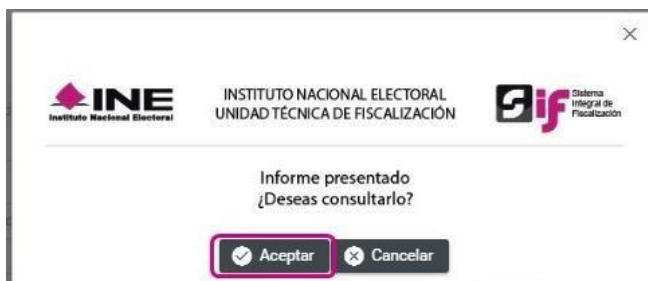 INE
Instituto Nacional Electoral
INSTITUTO NACIONAL ELECTORAL
UNIDAD TÉCNICA DE FISCALIZACIÓN
Sif
Sistema
Integral de
Fiscalización
Informe presentado
¿Deseas consultarlo?
Aceptar
Cancelar